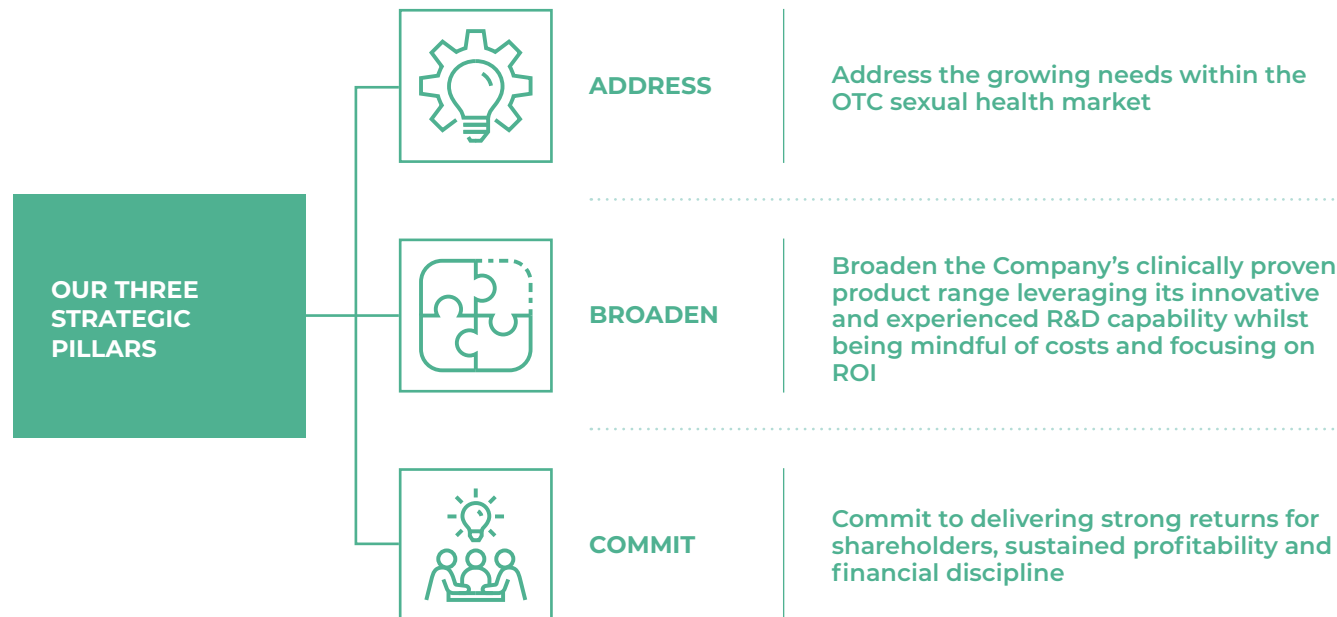 OUR THREE
STRATEGIC
PILLARS
ADDRESS
Address the growing needs within the
OTC sexual health market
BROADEN
Broaden the Company’s clinically proven
product range leveraging its innovative
and experienced R&D capability whilst
being mindful of costs and focusing on
ROI
COMMIT
Commit to delivering strong returns for
shareholders, sustained profitability and
financial discipline